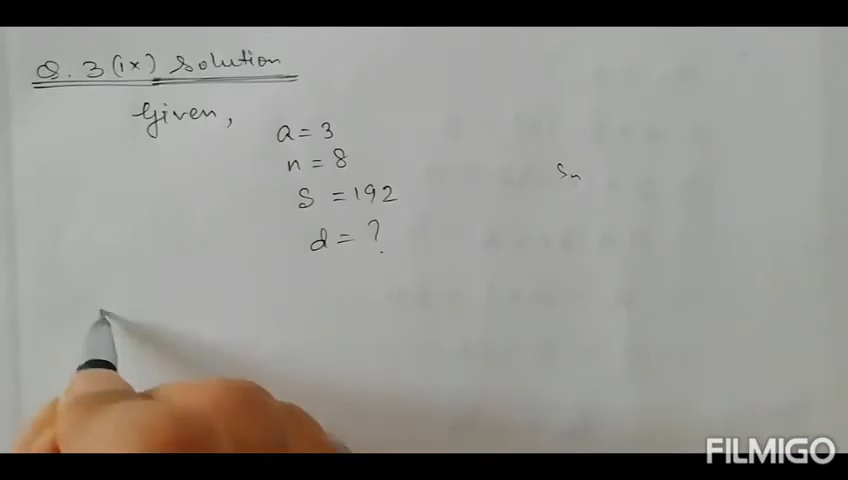 Q. 3 (ix) Solution
Given,
a = 3
n = 8
S = 192
Sn
d = ?
FILMIGO